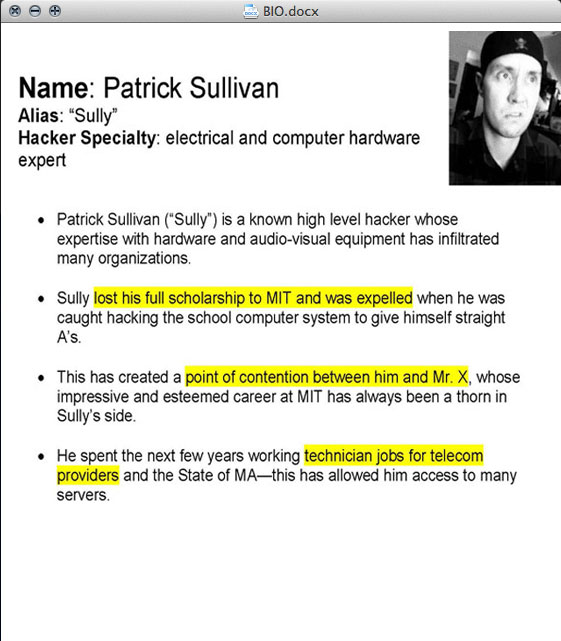 BIO.docx
Name: Patrick Sullivan
Alias: “Sully”
Hacker Specialty: electrical and computer hardware
expert
• Patrick Sullivan (“Sully”) is a known high level hacker whose
expertise with hardware and audio-visual equipment has infiltrated
many organizations.
• Sully lost his full scholarship to MIT and was expelled when he was
caught hacking the school computer system to give himself straight
A’s.
• This has created a point of contention between him and Mr. X, whose
impressive and esteemed career at MIT has always been a thorn in
Sully’s side.
• He spent the next few years working technician jobs for telecom
providers and the State of MA—this has allowed him access to many
servers.